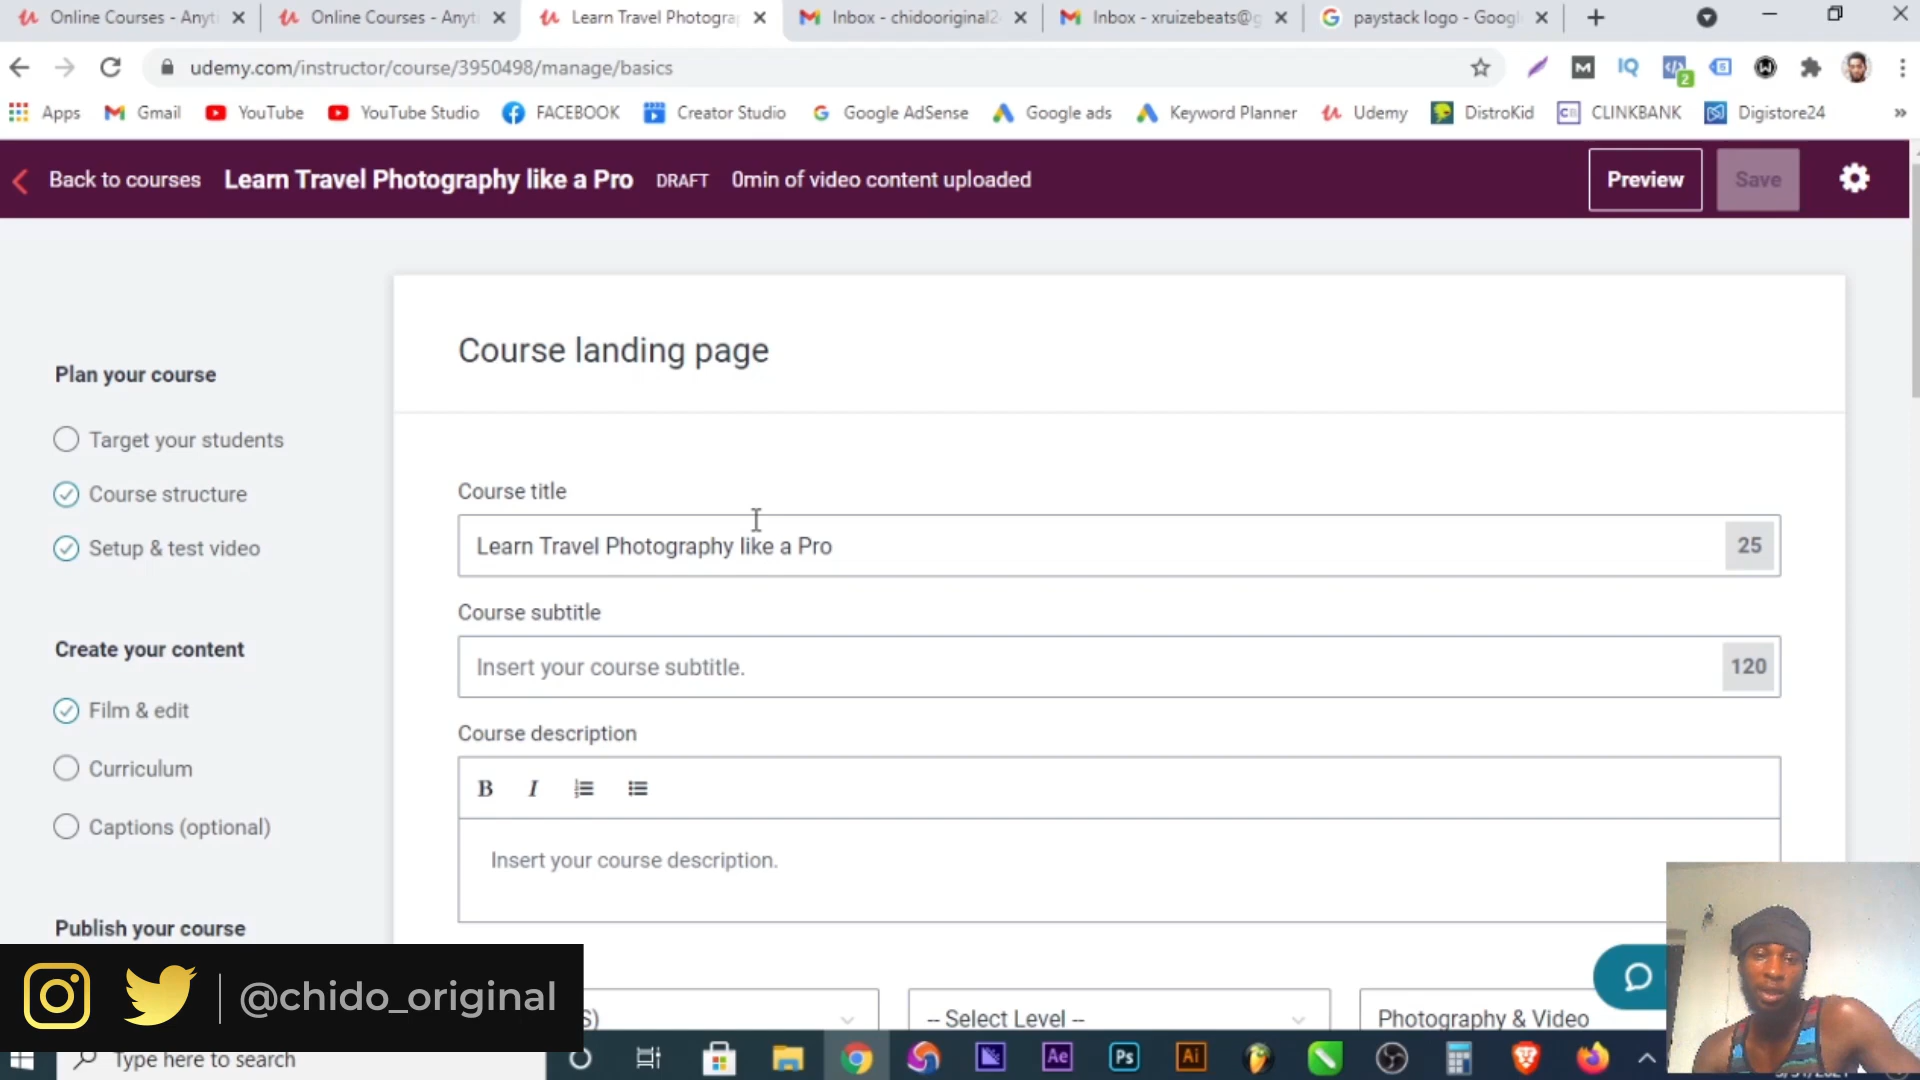 Online Courses - Anyti
Online Courses - Anyti
Learn Travel Photogra
Inbox - chidooriginal2
Inbox - xruizebeats@g
paystack logo - Googl
udemy.com/instructor/course/3950498/manage/basics
Apps
Gmail
YouTube
YouTube Studio
FACEBOOK
Creator Studio
Google AdSense
Google ads
Keyword Planner
Udemy
DistroKid
CLINKBANK
Digistore24
Back to courses
Learn Travel Photography like a Pro
DRAFT
0min of video content uploaded
Preview
Save
Course landing page
Plan your course
Target your students
Course structure
Setup & test video
Create your content
Film & edit
Curriculum
Captions (optional)
Publish your course
Course title
Learn Travel Photography like a Pro
25
Course subtitle
Insert your course subtitle.
120
Course description
B I
Insert your course description.
S)
-- Select Level --
Photography & Video
@chido_original
Type here to search
Ae
Ps
Ai